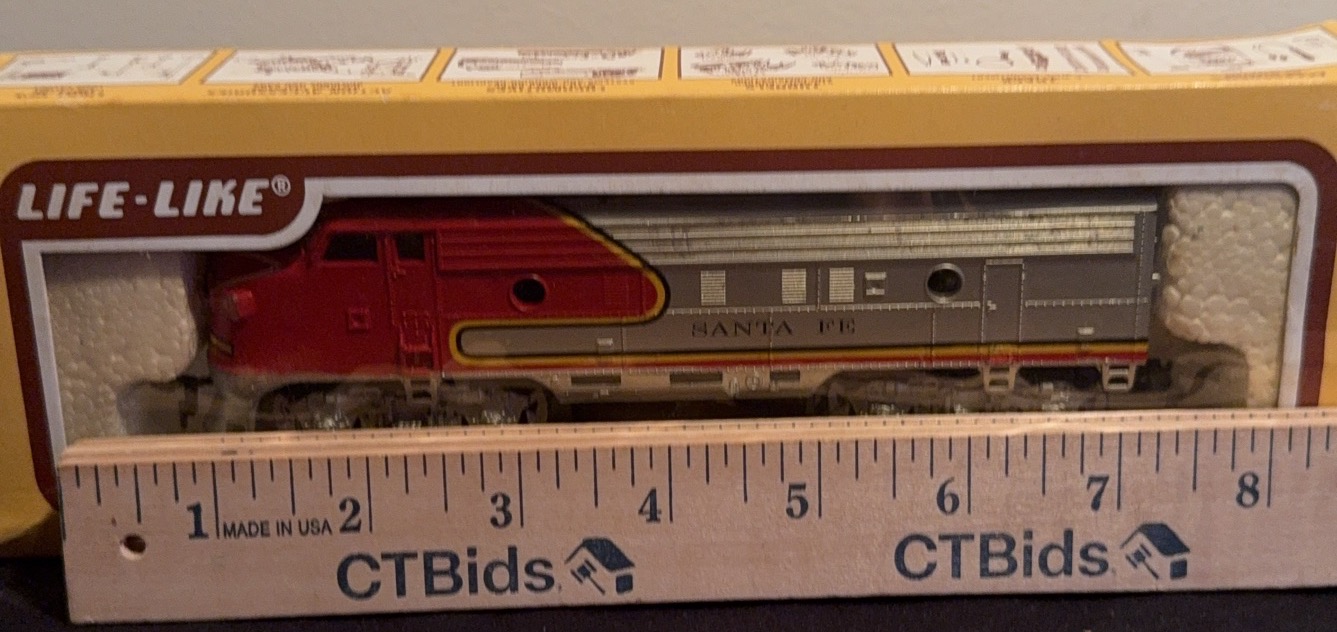 LIFE-LIKE®
SANTA FE
1 MADE IN USA 2 3 4 5 6 7 8
CTBids CTBids